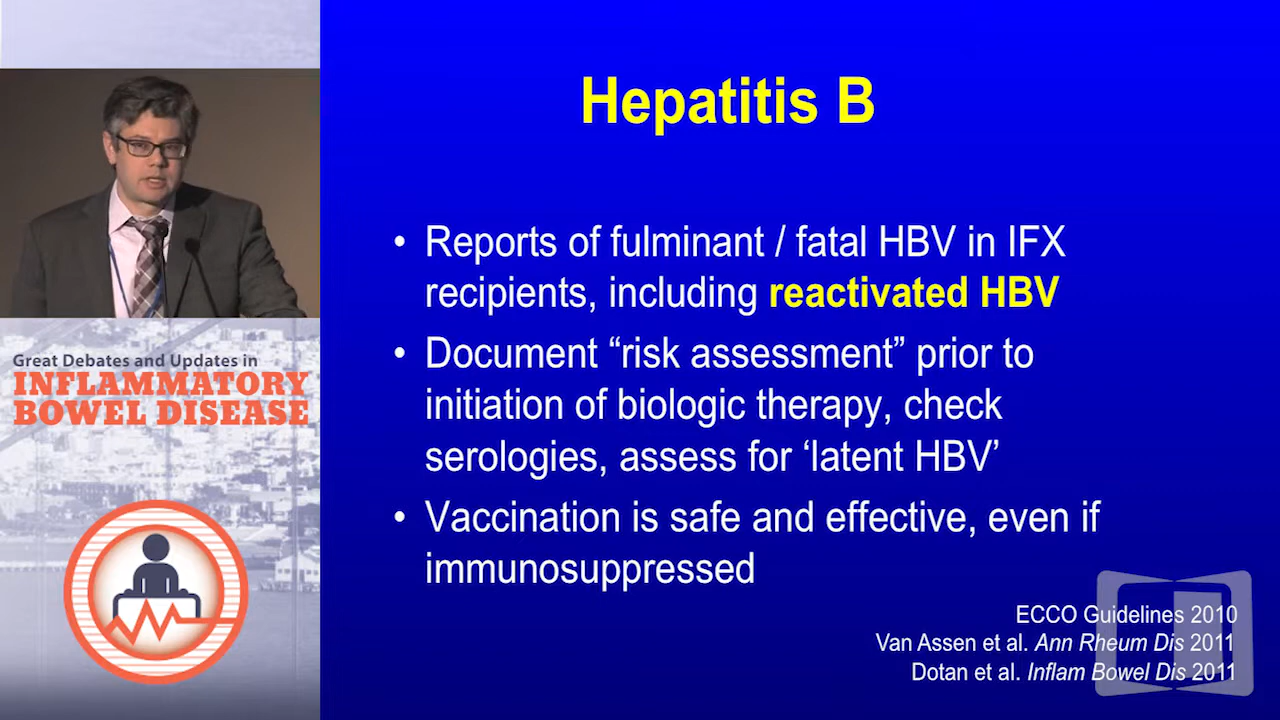 Hepatitis B
• Reports of fulminant / fatal HBV in IFX
recipients, including reactivated HBV
• Document “risk assessment” prior to
initiation of biologic therapy, check
serologies, assess for ‘latent HBV’
• Vaccination is safe and effective, even if
immunosuppressed
ECCO Guidelines 2010
Van Assen et al. Ann Rheum Dis 2011
Dotan et al. Inflam Bowel Dis 2011
Great Debates and Updates in
INFLAMMATORY
BOWEL DISEASE